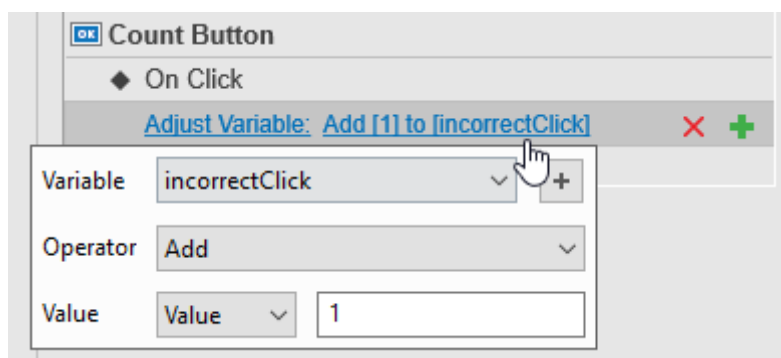 OK Count Button
On Click
Adjust Variable: Add [1] to [incorrectClick]
Variable incorrectClick +
Operator Add
Value Value 1